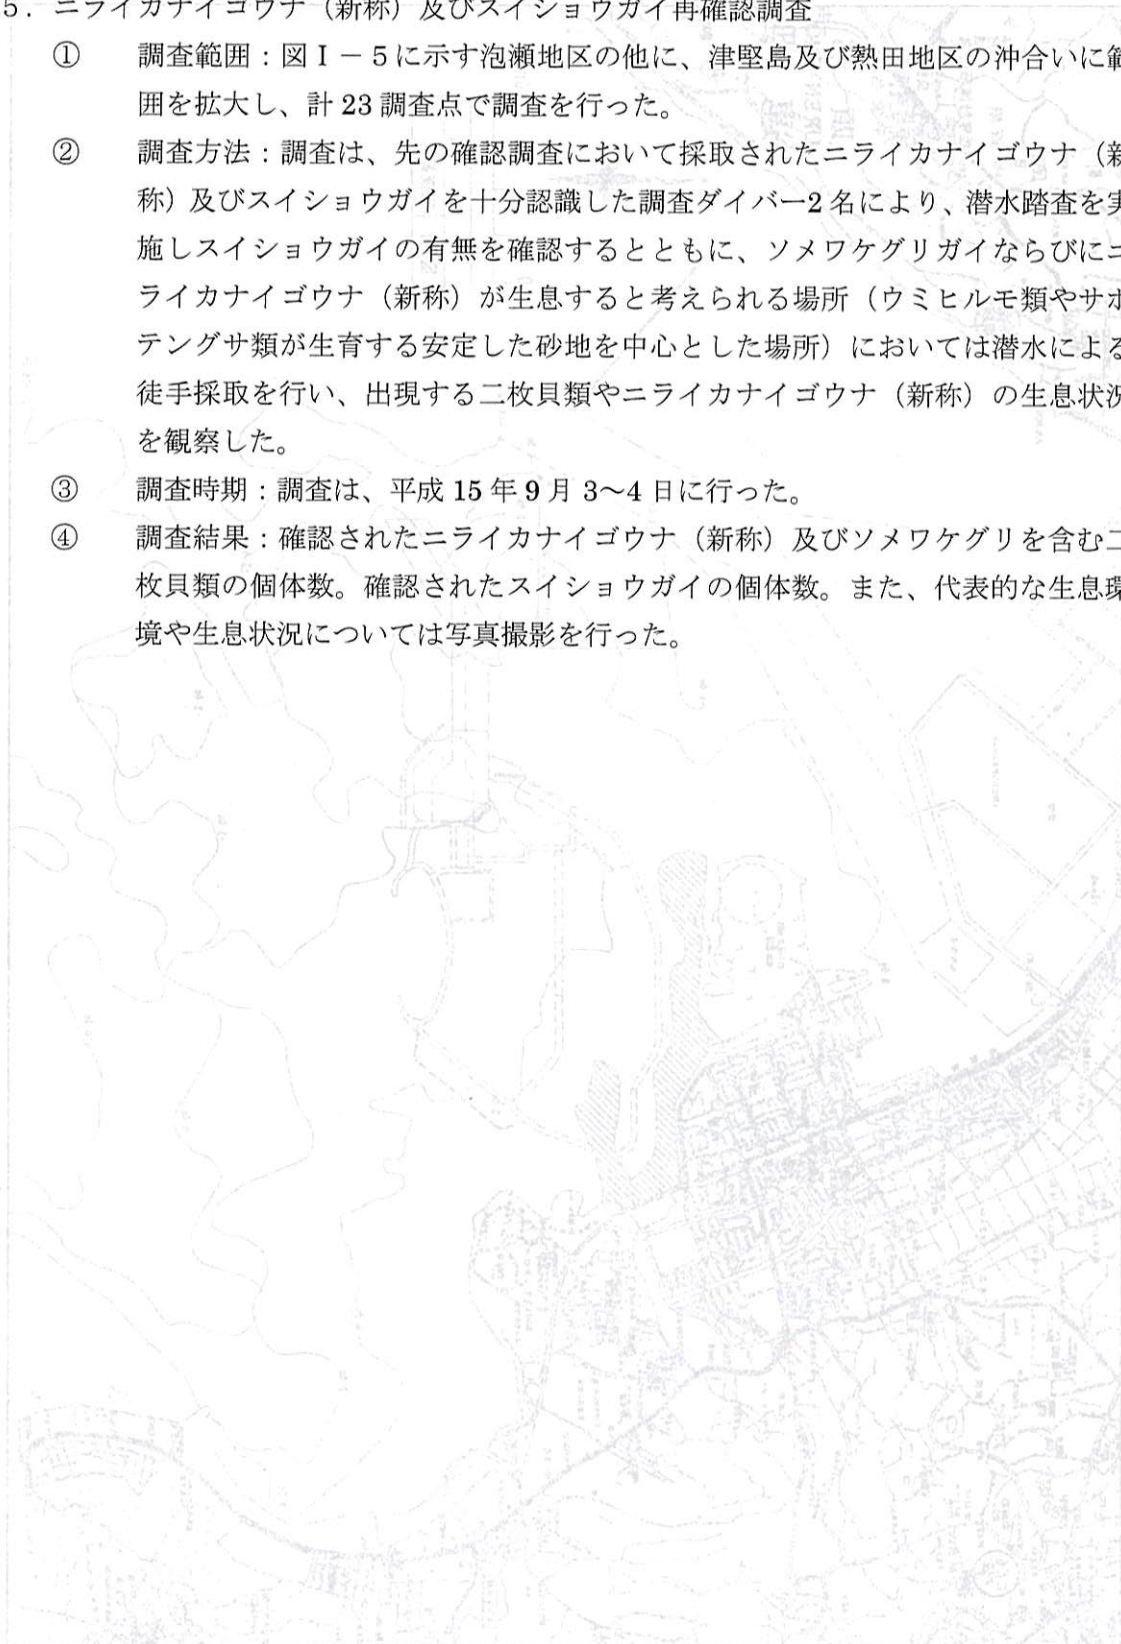 5．ニライカナイゴウナ（新称）及びスイショウガイ再確認調査
① 調査範囲：図Ⅰ－5に示す泡瀬地区の他に、津堅島及び熱田地区の沖合いに範
囲を拡大し、計 23 調査点で調査を行った。
② 調査方法：調査は、先の確認調査において採取されたニライカナイゴウナ（新
称）及びスイショウガイを十分認識した調査ダイバー2 名により、潜水踏査を実
施しスイショウガイの有無を確認するとともに、ソメワケグリガイならびにニ
ライカナイゴウナ（新称）が生息すると考えられる場所（ウミヒルモ類やサボ
テングサ類が生育する安定した砂地を中心とした場所）においては潜水による
徒手採取を行い、出現する二枚貝類やニライカナイゴウナ（新称）の生息状況
を観察した。
③ 調査時期：調査は、平成 15 年 9 月 3～4 日に行った。
④ 調査結果：確認されたニライカナイゴウナ（新称）及びソメワケグリを含む二
枚貝類の個体数。確認されたスイショウガイの個体数。また、代表的な生息環
境や生息状況については写真撮影を行った。